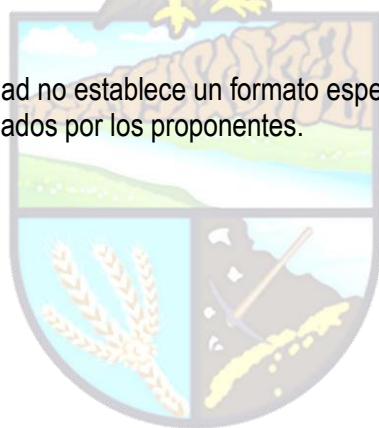 ad no establece un formato espe
ados por los proponentes.